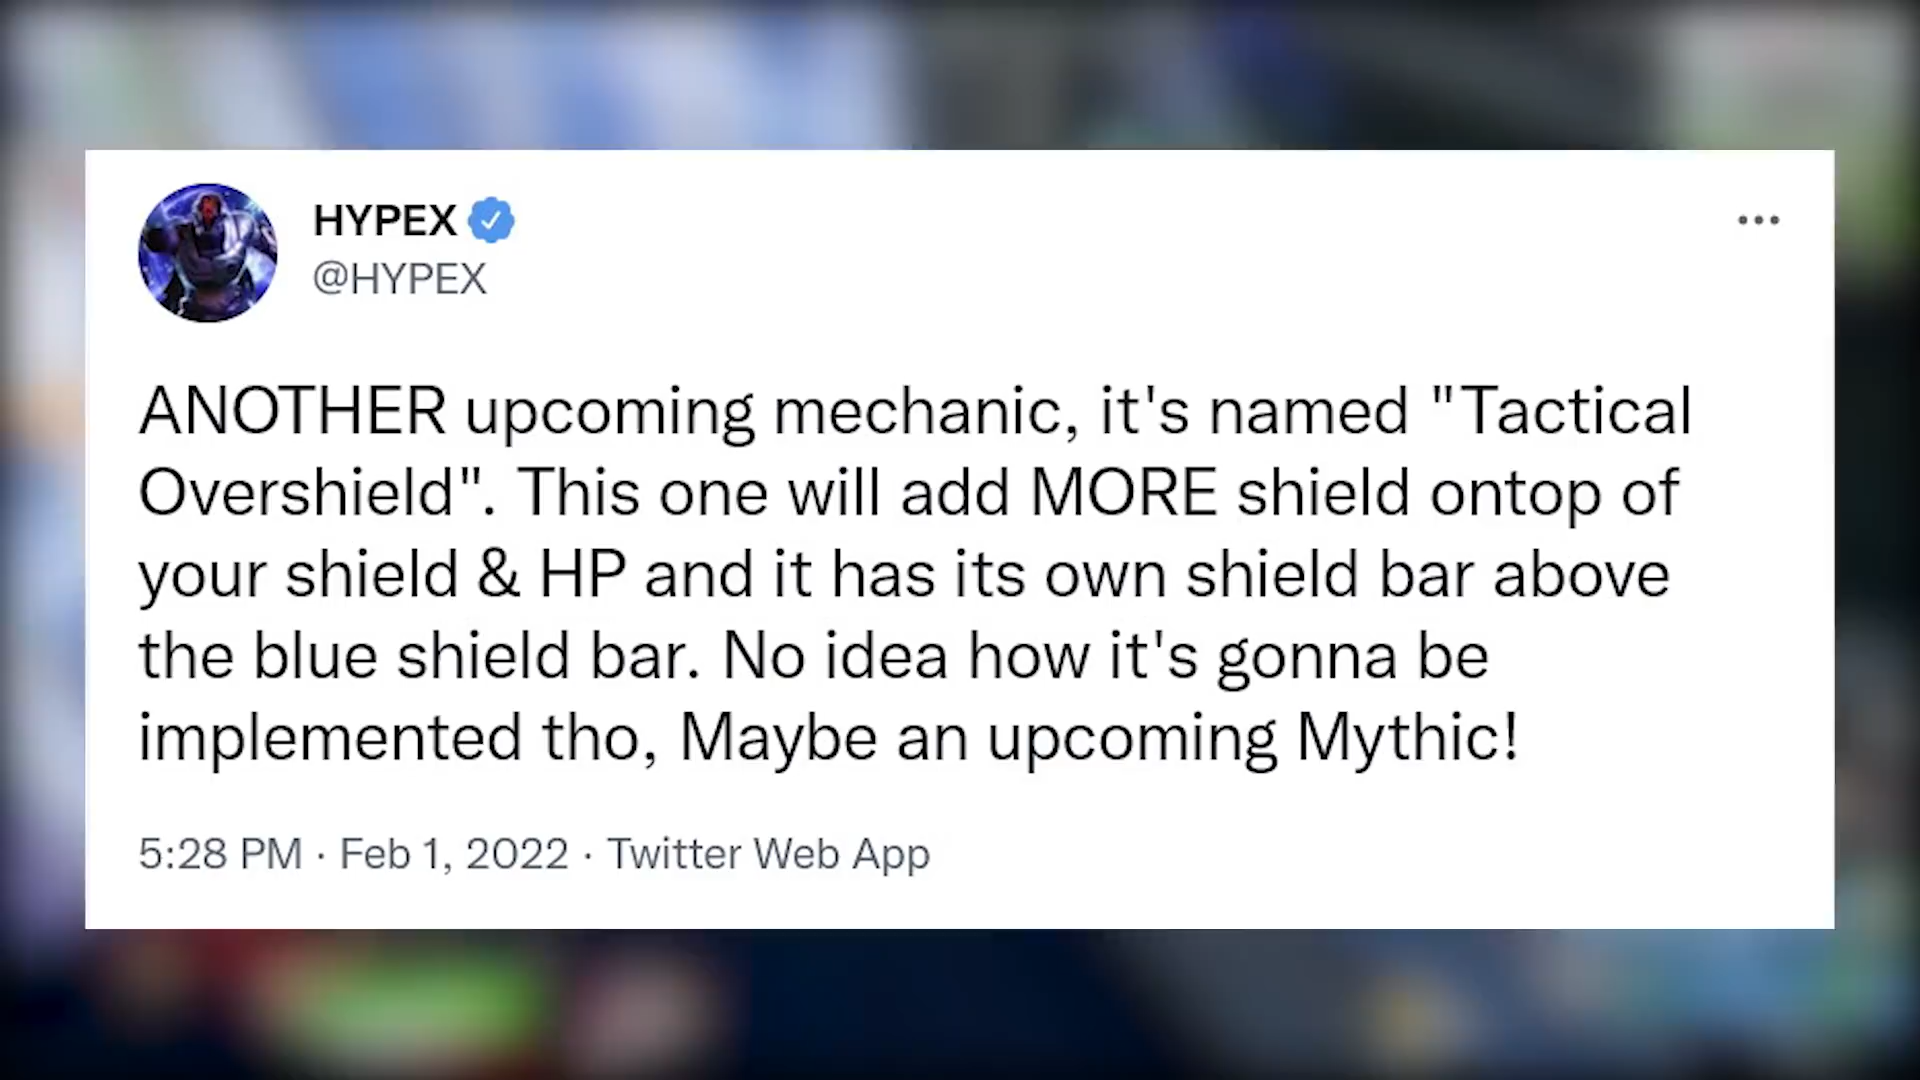 HYPEX
@HYPEX
ANOTHER upcoming mechanic, it's named "Tactical
Overshield". This one will add MORE shield ontop of
your shield & HP and it has its own shield bar above
the blue shield bar. No idea how it's gonna be
implemented tho, Maybe an upcoming Mythic!
5:28 PM · Feb 1, 2022 · Twitter Web App